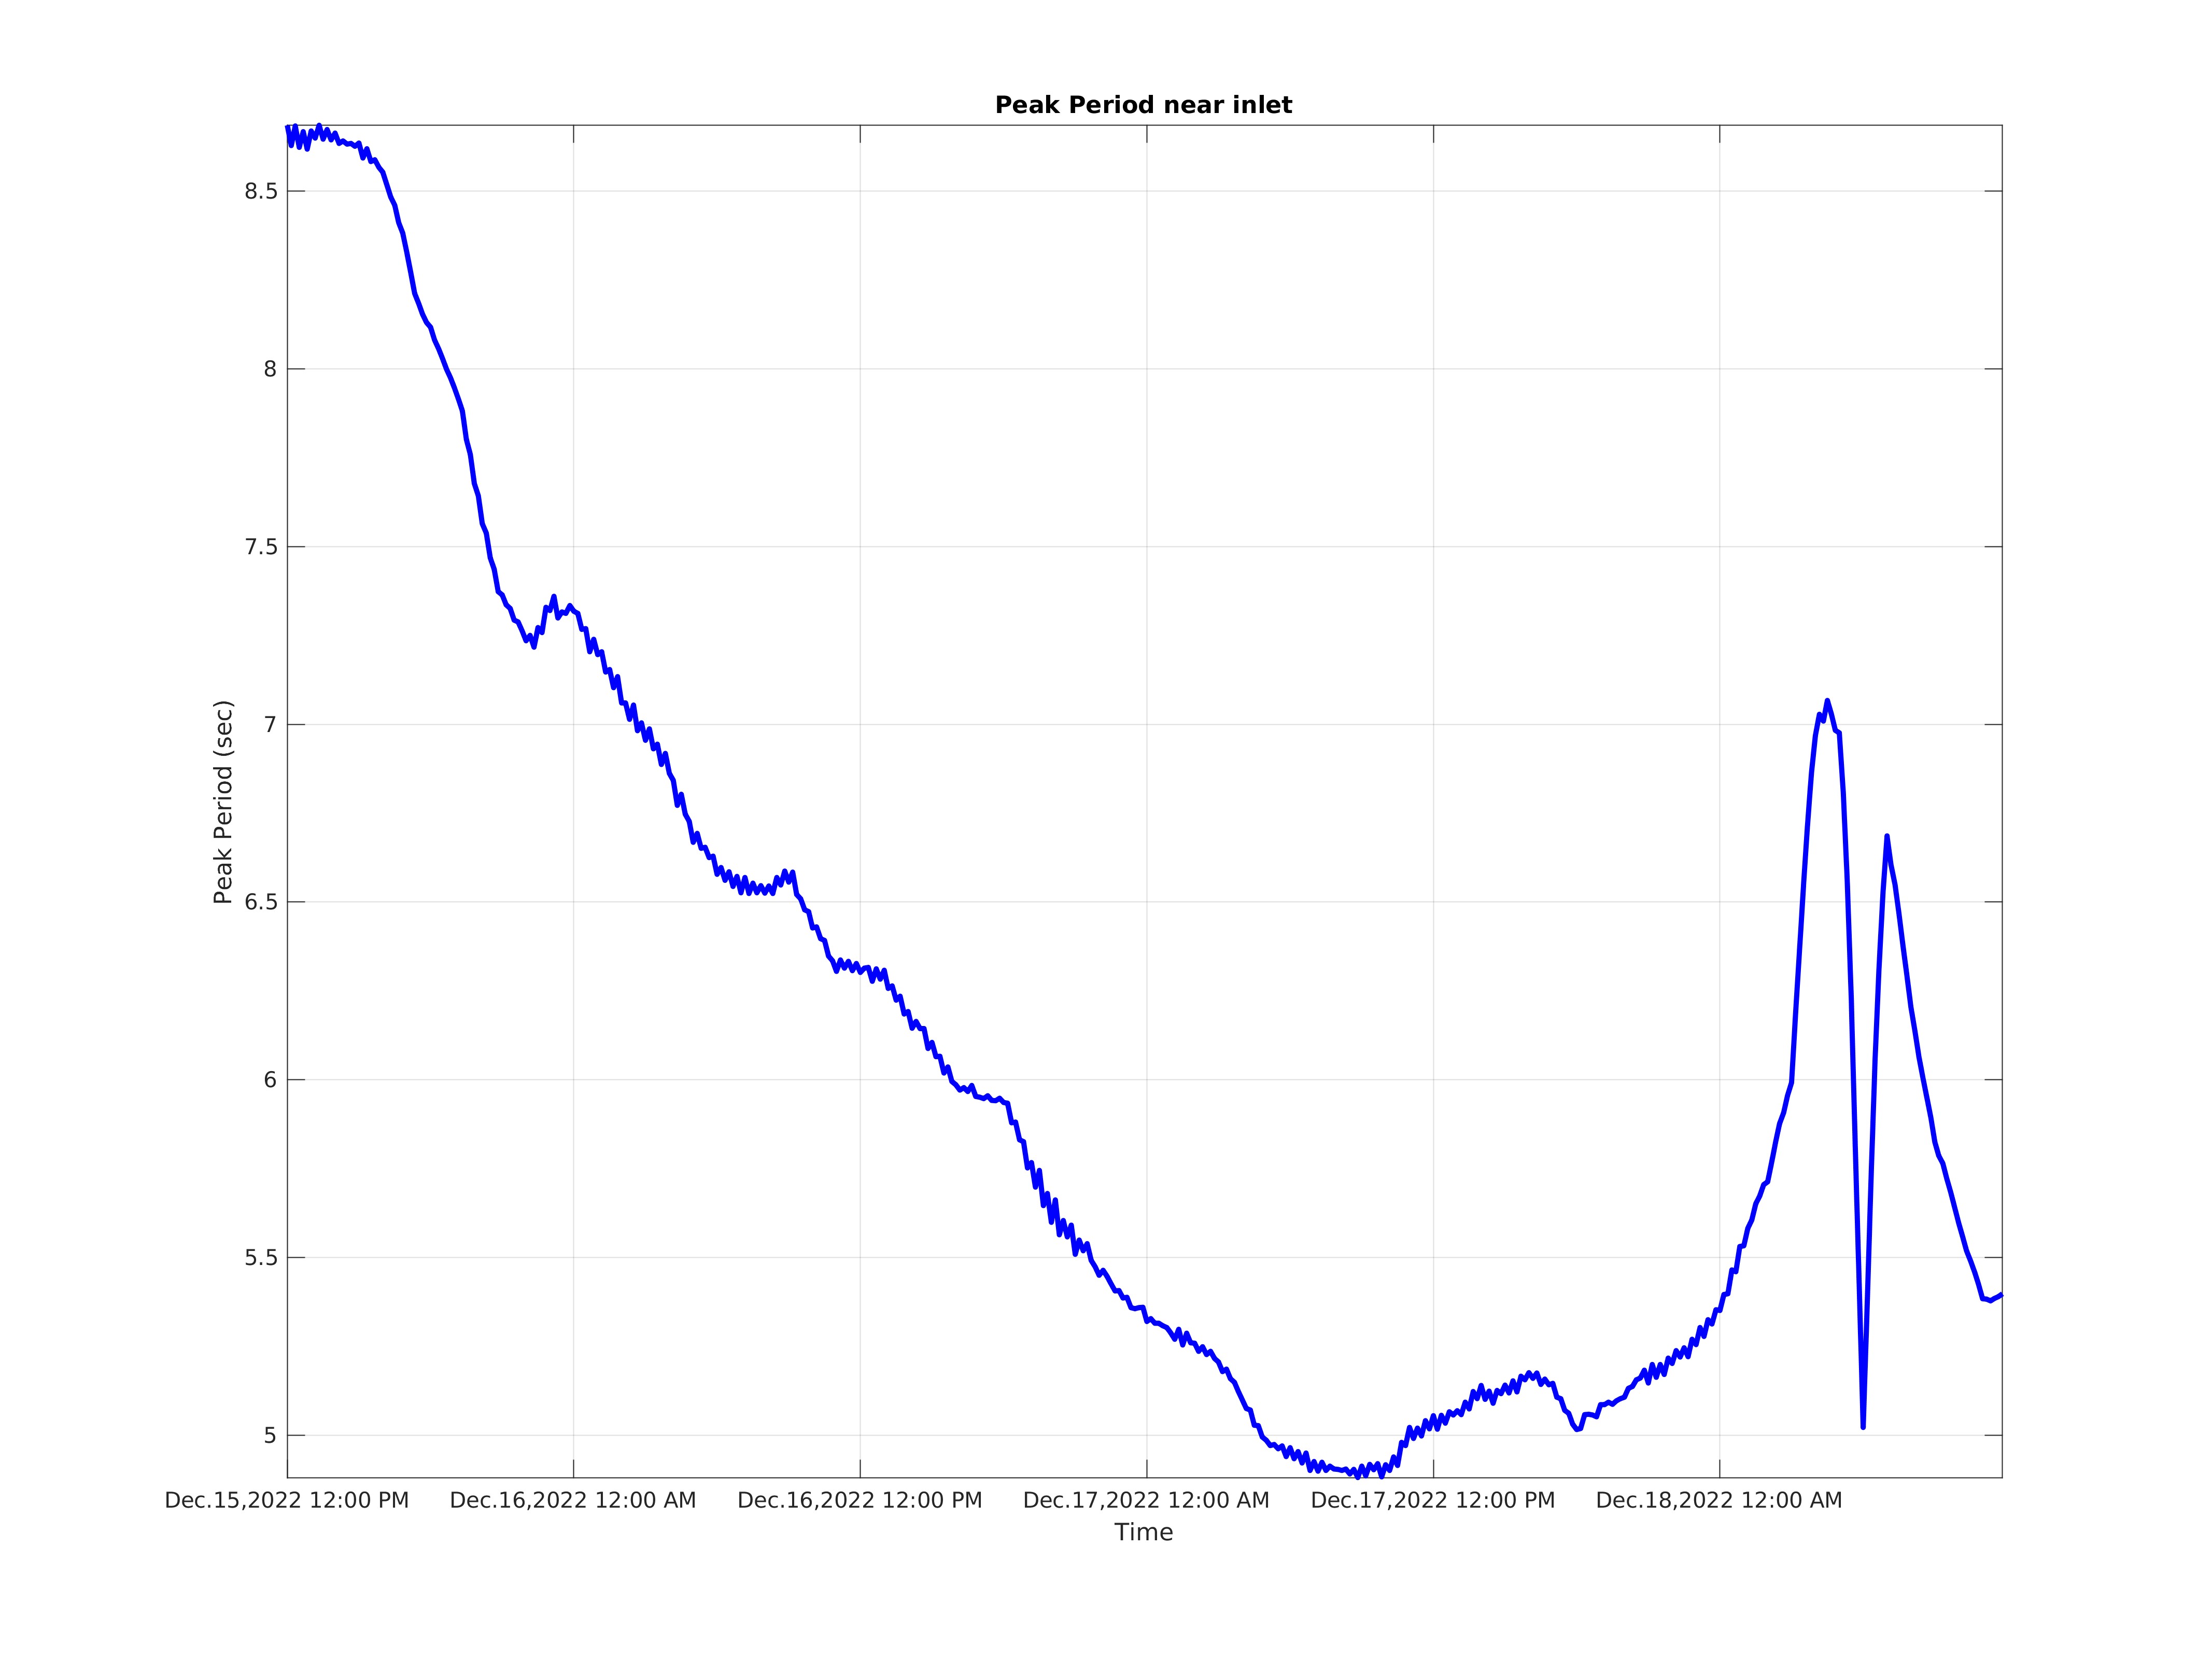 Peak Period near inlet
8.5
8
7.5
7
6.5
6
5.5
5
Peak Period (sec)
Dec.15,2022 12:00 PM Dec.16,2022 12:00 AM Dec.16,2022 12:00 PM Dec.17,2022 12:00 AM Dec.17,2022 12:00 PM Dec.18,2022 12:00 AM
Time